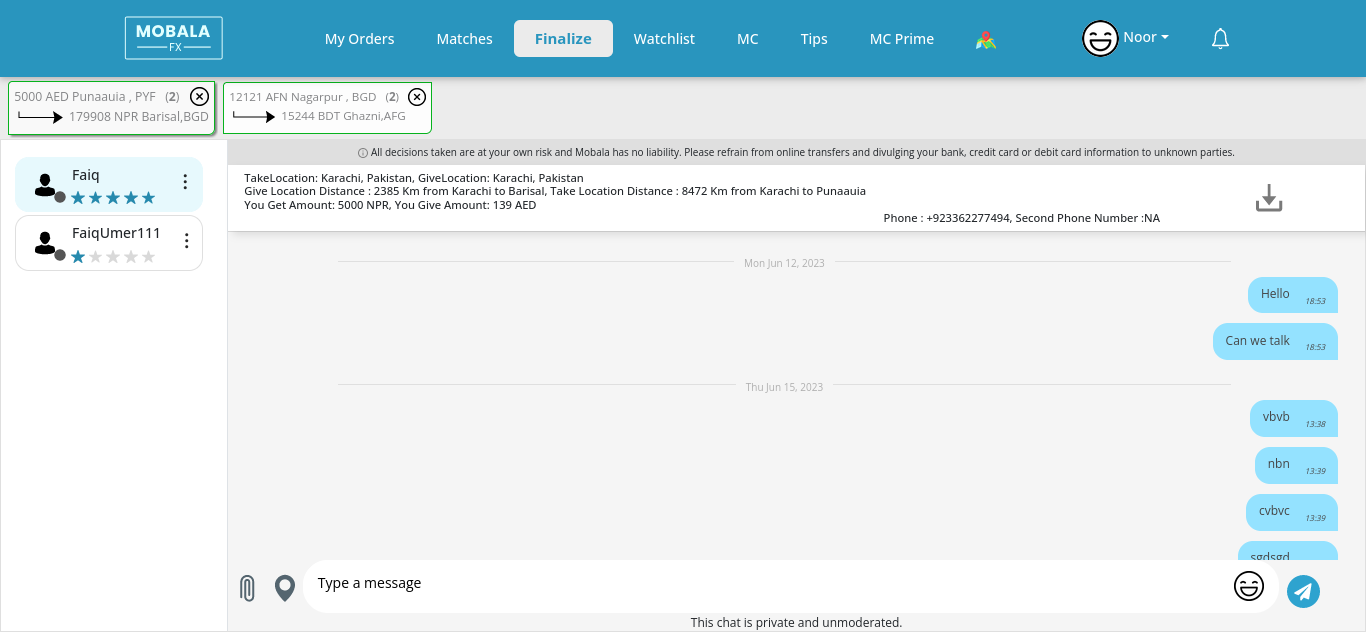 MOBALA
FX
My Orders
Matches
Finalize
Watchlist
MC
Tips
MC Prime
Noor
5000 AED Punaauia , PYF (2)
179908 NPR Barisal,BGD
12121 AFN Nagarpur , BGD (2)
15244 BDT Ghazni,AFG
Faiq
FaiqUmer111
All decisions taken are at your own risk and Mobala has no liability. Please refrain from online transfers and divulging your bank, credit card or debit card information to unknown parties.
TakeLocation: Karachi, Pakistan, GiveLocation: Karachi, Pakistan
Give Location Distance : 2385 Km from Karachi to Barisal, Take Location Distance : 8472 Km from Karachi to Punaauia
You Get Amount: 5000 NPR, You Give Amount: 139 AED
Phone : +923362277494, Second Phone Number :NA
Mon Jun 12, 2023
Hello 18:53
Can we talk 18:53
Thu Jun 15, 2023
vbvb 13:38
nbn 13:39
cvbvc 13:39
sgdsgd
Type a message
This chat is private and unmoderated.